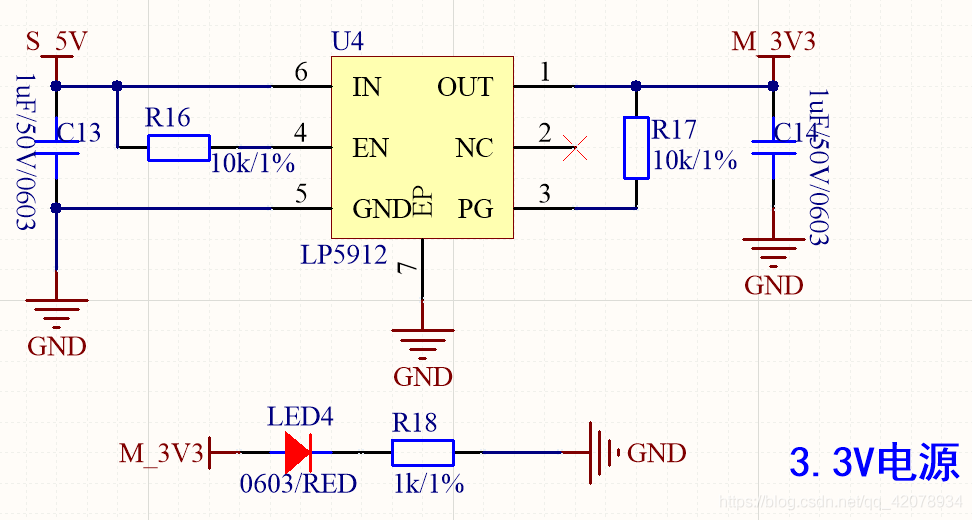 S_5V
U4
M_3V3
6
IN
OUT
1
1uF/50V/0603
C13
R16
10k/1%
4
EN
NC
2
R17
10k/1%
C14
1uF/50V/0603
5
GND
EP
PG
3
LP5912
7
GND
GND
GND
LED4
R18
M_3V3
0603/RED
1k/1%
GND
3.3V电源
https://blog.csdn.net/qq_42078934